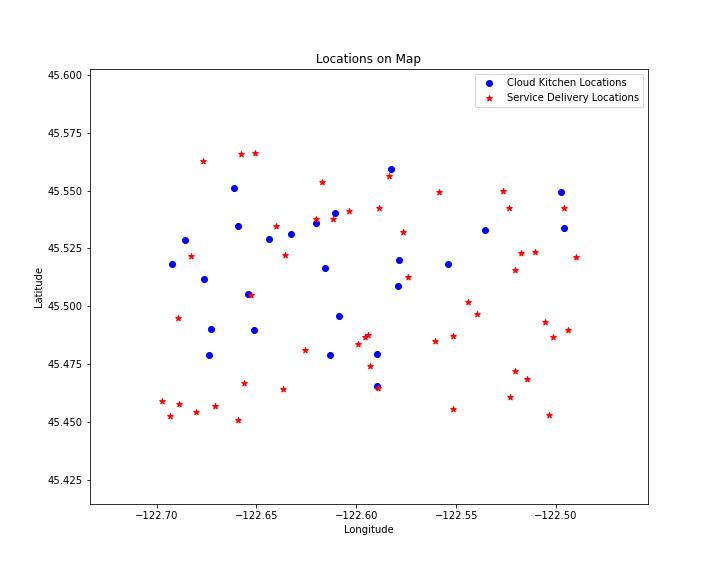 Locations on Map
Cloud Kitchen Locations
Service Delivery Locations
45.600
45.575
45.550
45.525
45.500
45.475
45.450
45.425
Latitude
−122.70
−122.65
−122.60
−122.55
−122.50
Longitude